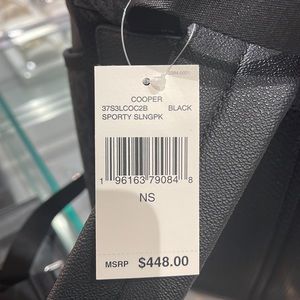 COOPER
37S3LCOC2B BLACK
SPORTY SLNGPK
1 96163 79084 8
NS
MSRP $448.00